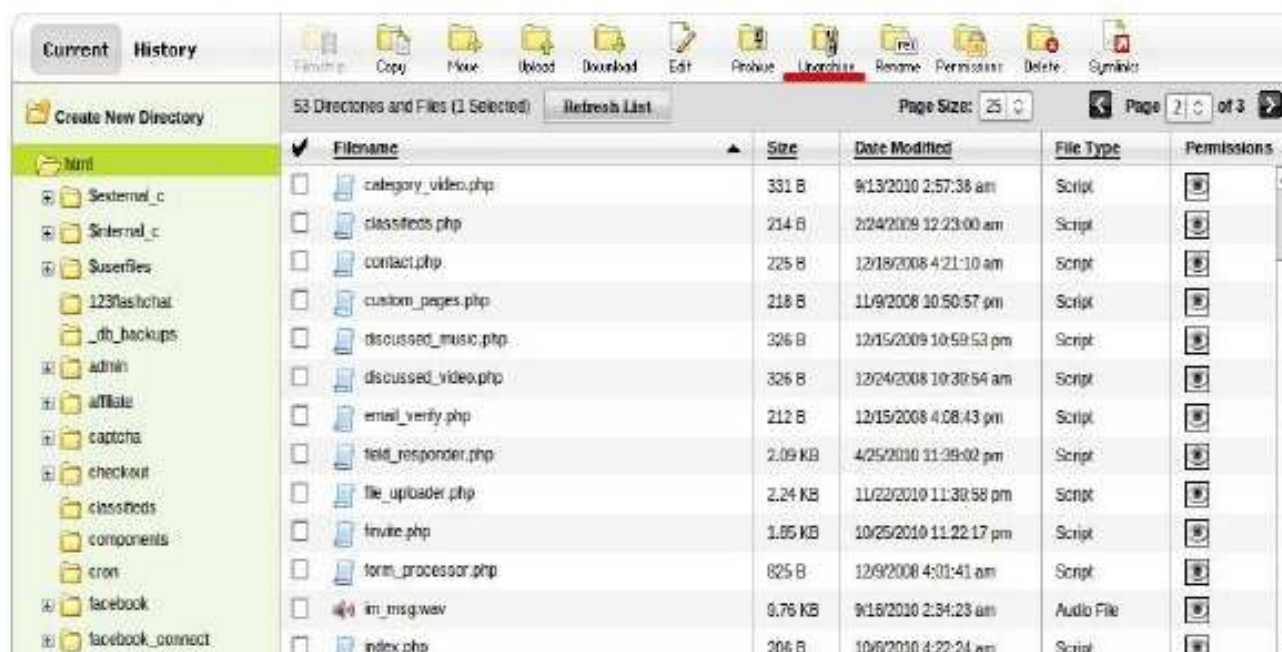 Current History
Copy Move Upload Download Edit Archive Unarchive Rename Permissions Delete Symlinks
Create New Directory
53 Directories and Files (1 Selected) Refresh List Page Size: 25 Page 2 of 3
Filename Size Date Modified File Type Permissions
html
$external_c
$internal_c
$userfiles
123flashchat
_db_backups
admin
affiliate
captcha
checkout
classifieds
components
cron
facebook
facebook_connect
category_video.php 331 B 9/13/2010 2:57:38 am Script
classifieds.php 214 B 2/24/2009 12:23:00 am Script
contact.php 225 B 12/18/2008 4:21:10 am Script
custom_pages.php 218 B 11/9/2008 10:50:57 pm Script
discussed_music.php 326 B 12/15/2009 10:59:53 pm Script
discussed_video.php 326 B 12/24/2008 10:39:54 am Script
email_verify.php 212 B 12/15/2008 4:08:43 pm Script
field_responder.php 2.09 KB 4/25/2010 11:39:02 pm Script
file_uploader.php 2.24 KB 11/22/2010 11:39:58 pm Script
finvite.php 1.85 KB 10/25/2010 11:22:17 pm Script
form_processor.php 825 B 12/9/2008 4:01:41 am Script
im_msg.wav 9.76 KB 9/16/2010 2:34:23 am Audio File
index.php 206 B 10/6/2010 4:22:24 am Script